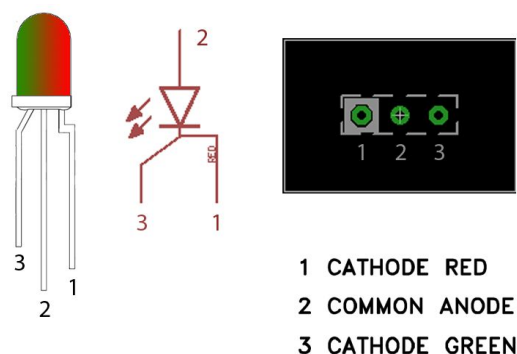 2
RED
3 1
1 2 3
3
2
1
1 CATHODE RED
2 COMMON ANODE
3 CATHODE GREEN